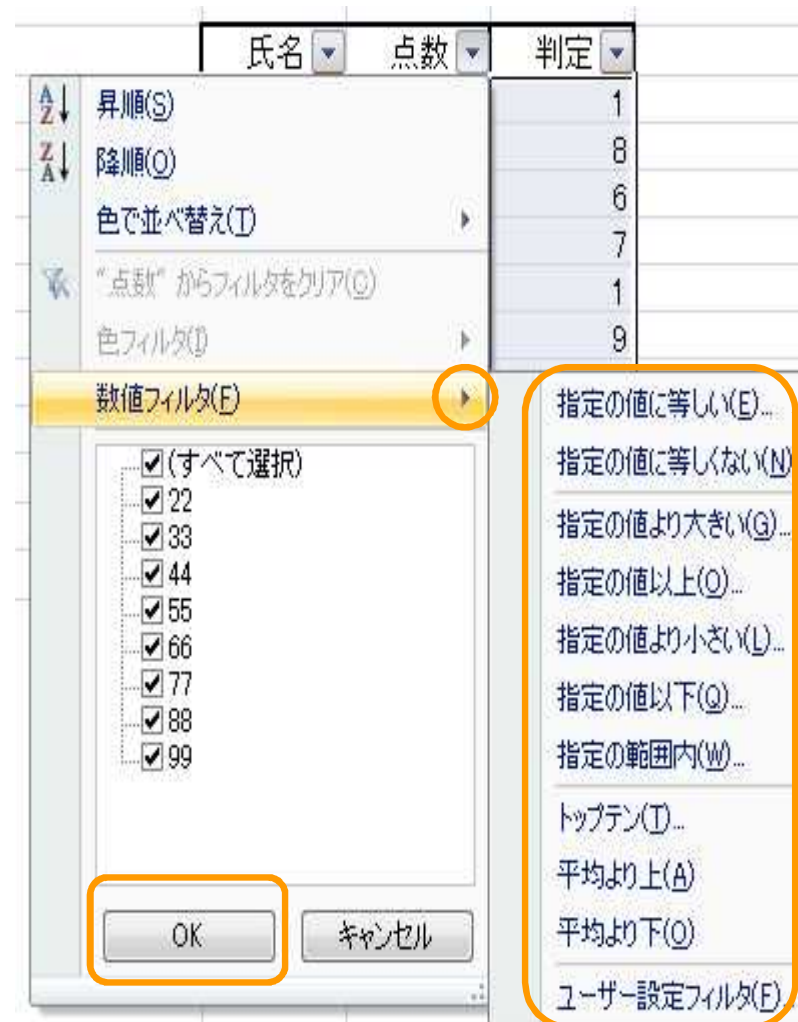 氏名 点数 判定
昇順(S)
降順(O)
色で並べ替え(T)
"点数" からフィルタをクリア(C)
色フィルタ(I)
数値フィルタ(F)
(すべて選択)
22
33
44
55
66
77
88
99
OK キャンセル
1
8
6
7
1
9
指定の値に等しい(E)...
指定の値に等しくない(N)
指定の値より大きい(G)...
指定の値以上(O)...
指定の値より小さい(L)...
指定の値以下(Q)...
指定の範囲内(W)...
トップテン(T)...
平均より上(A)
平均より下(O)
ユーザー設定フィルタ(F)...